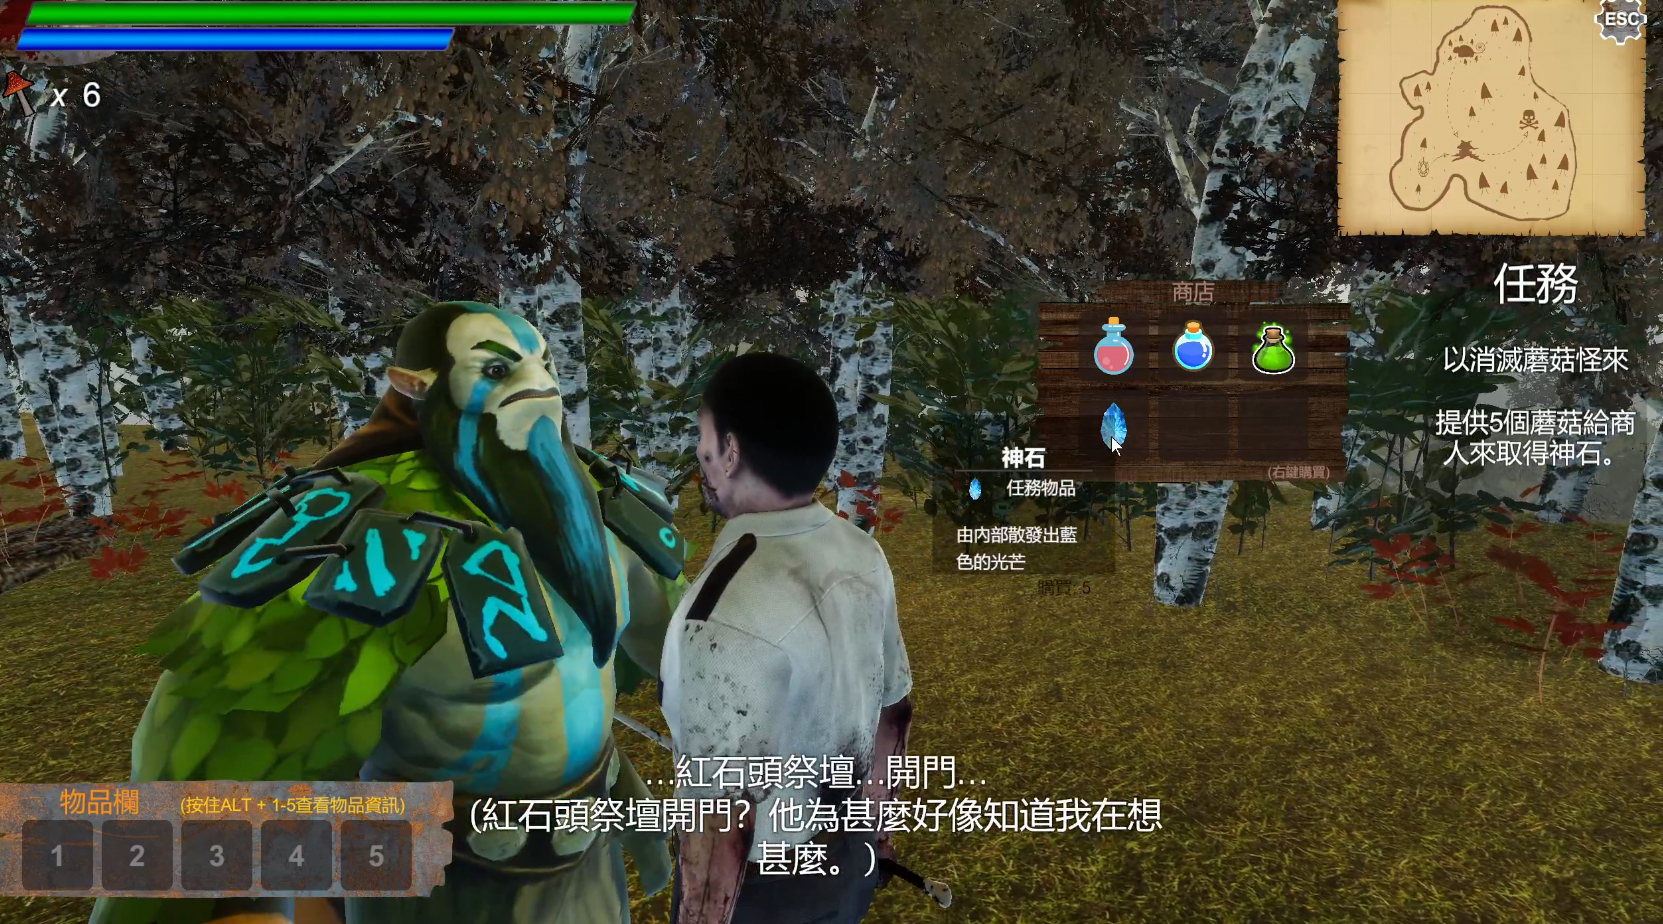 x 6
ESC
任務
以消滅蘑菇怪來
提供5個蘑菇給商
人來取得神石。
商店
(右鍵購買)
神石
任務物品
由內部散發出藍
色的光芒
購買: 5
…紅石頭祭壇…開門…
(紅石頭祭壇開門？他為甚麼好像知道我在想
甚麼。)
物品欄
(按住ALT + 1-5查看物品資訊)
1 2 3 4 5